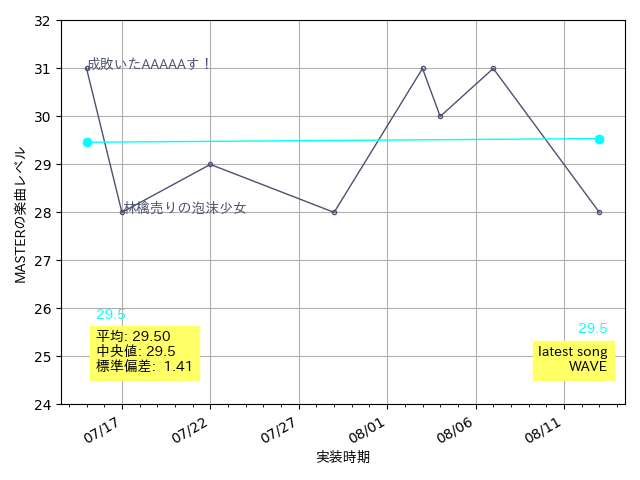 32
31
30
29
28
27
26
25
24
MASTERの楽曲レベル
成敗いたAAAAAす！
林檎売りの泡沫少女
29.5
平均: 29.50
中央値: 29.5
標準偏差: 1.41
29.5
latest song
WAVE
07/17
07/22
07/27
08/01
08/06
08/11
実装時期